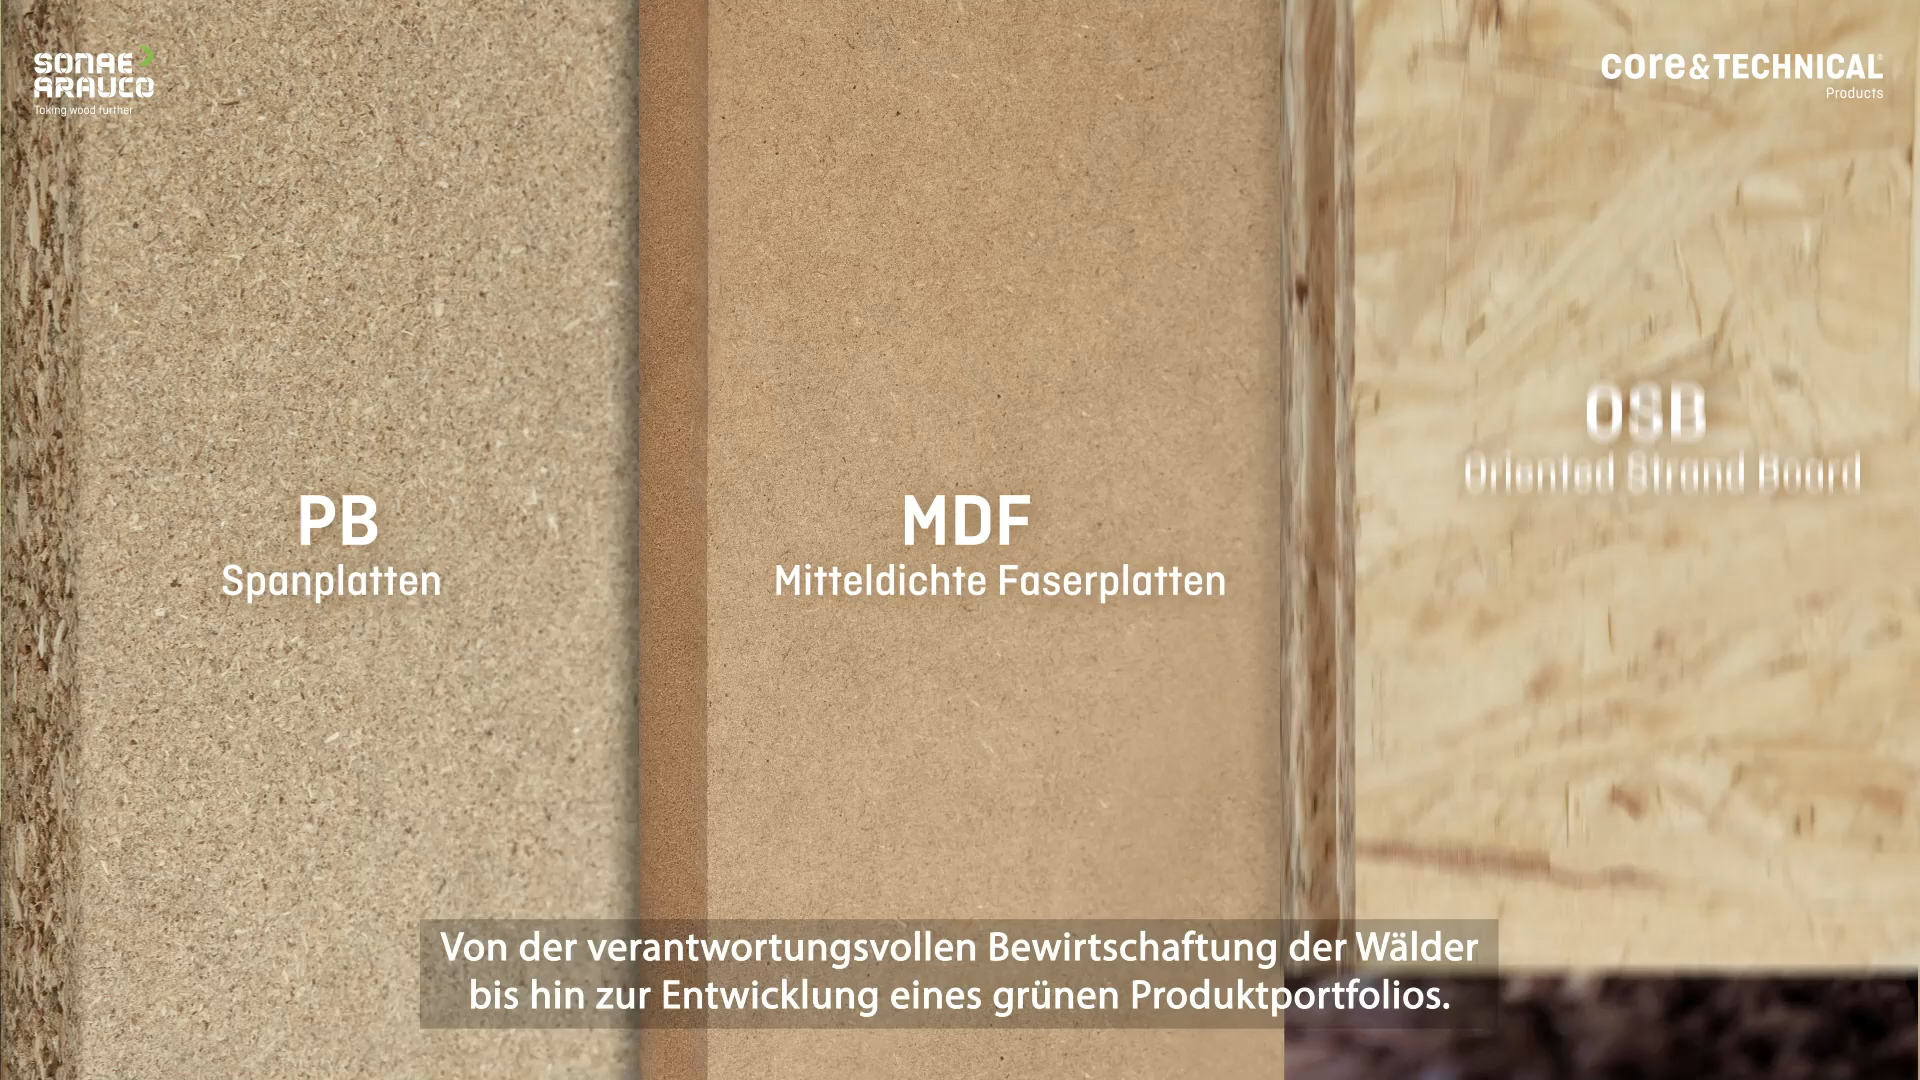 SONAE
ARAUCO
Taking wood further
core&TECHNICAL
Products
PB
Spanplatten
MDF
Mitteldichte Faserplatten
OSB
Oriented Strand Board
Von der verantwortungsvollen Bewirtschaftung der Wälder
bis hin zur Entwicklung eines grünen Produktportfolios.